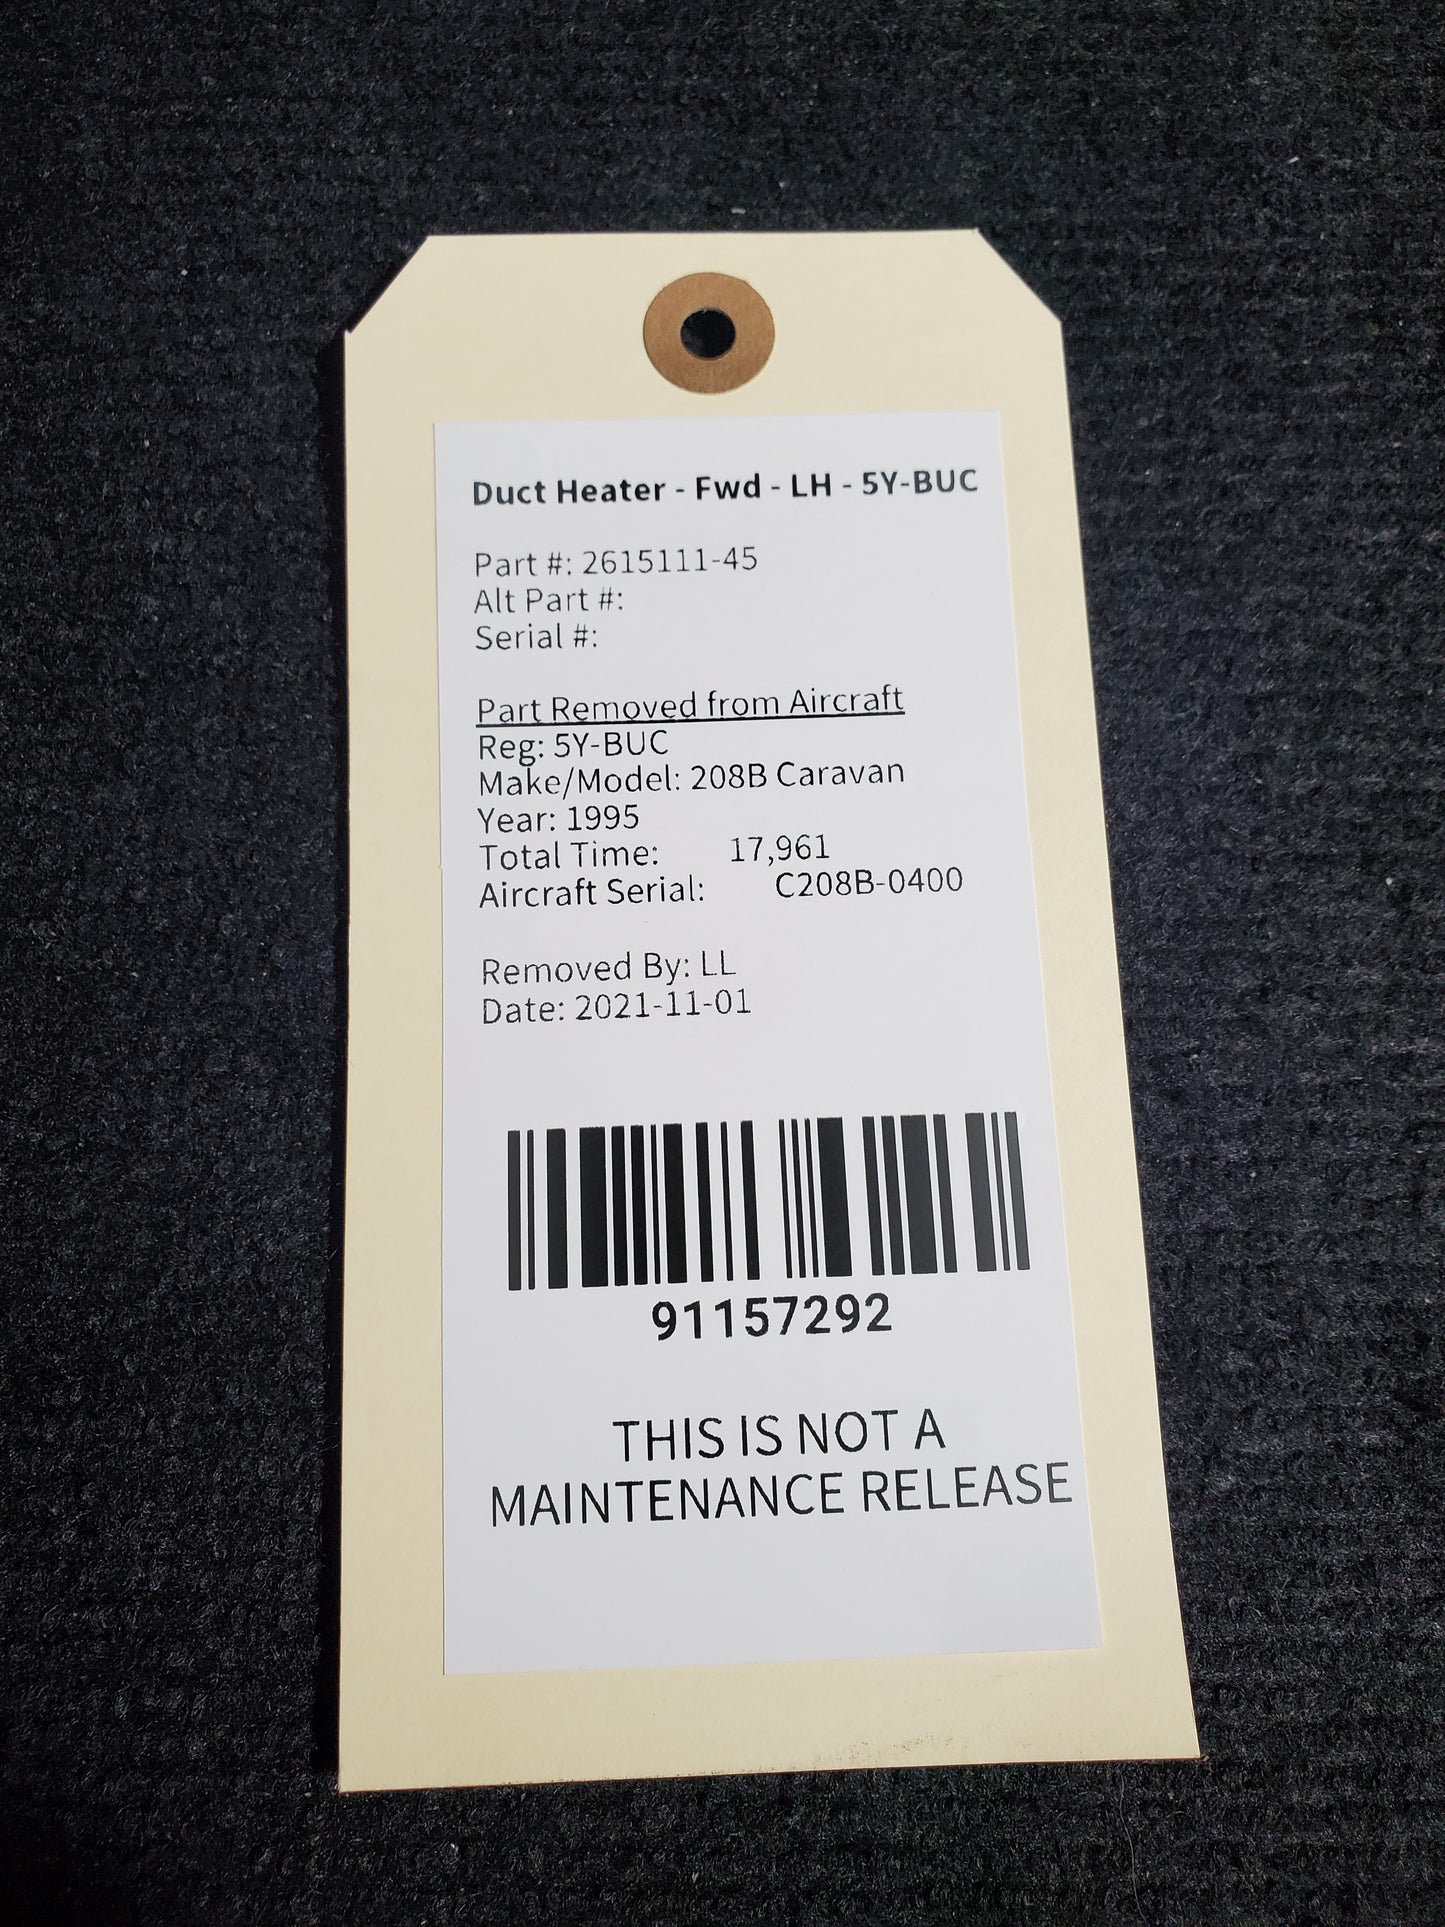 Duct Heater - Fwd - LH - 5Y-BUC
Part #: 2615111-45
Alt Part #:
Serial #:
Part Removed from Aircraft
Reg: 5Y-BUC
Make/Model: 208B Caravan
Year: 1995
Total Time: 17,961
Aircraft Serial: C208B-0400
Removed By: LL
Date: 2021-11-01
91157292
THIS IS NOT A
MAINTENANCE RELEASE